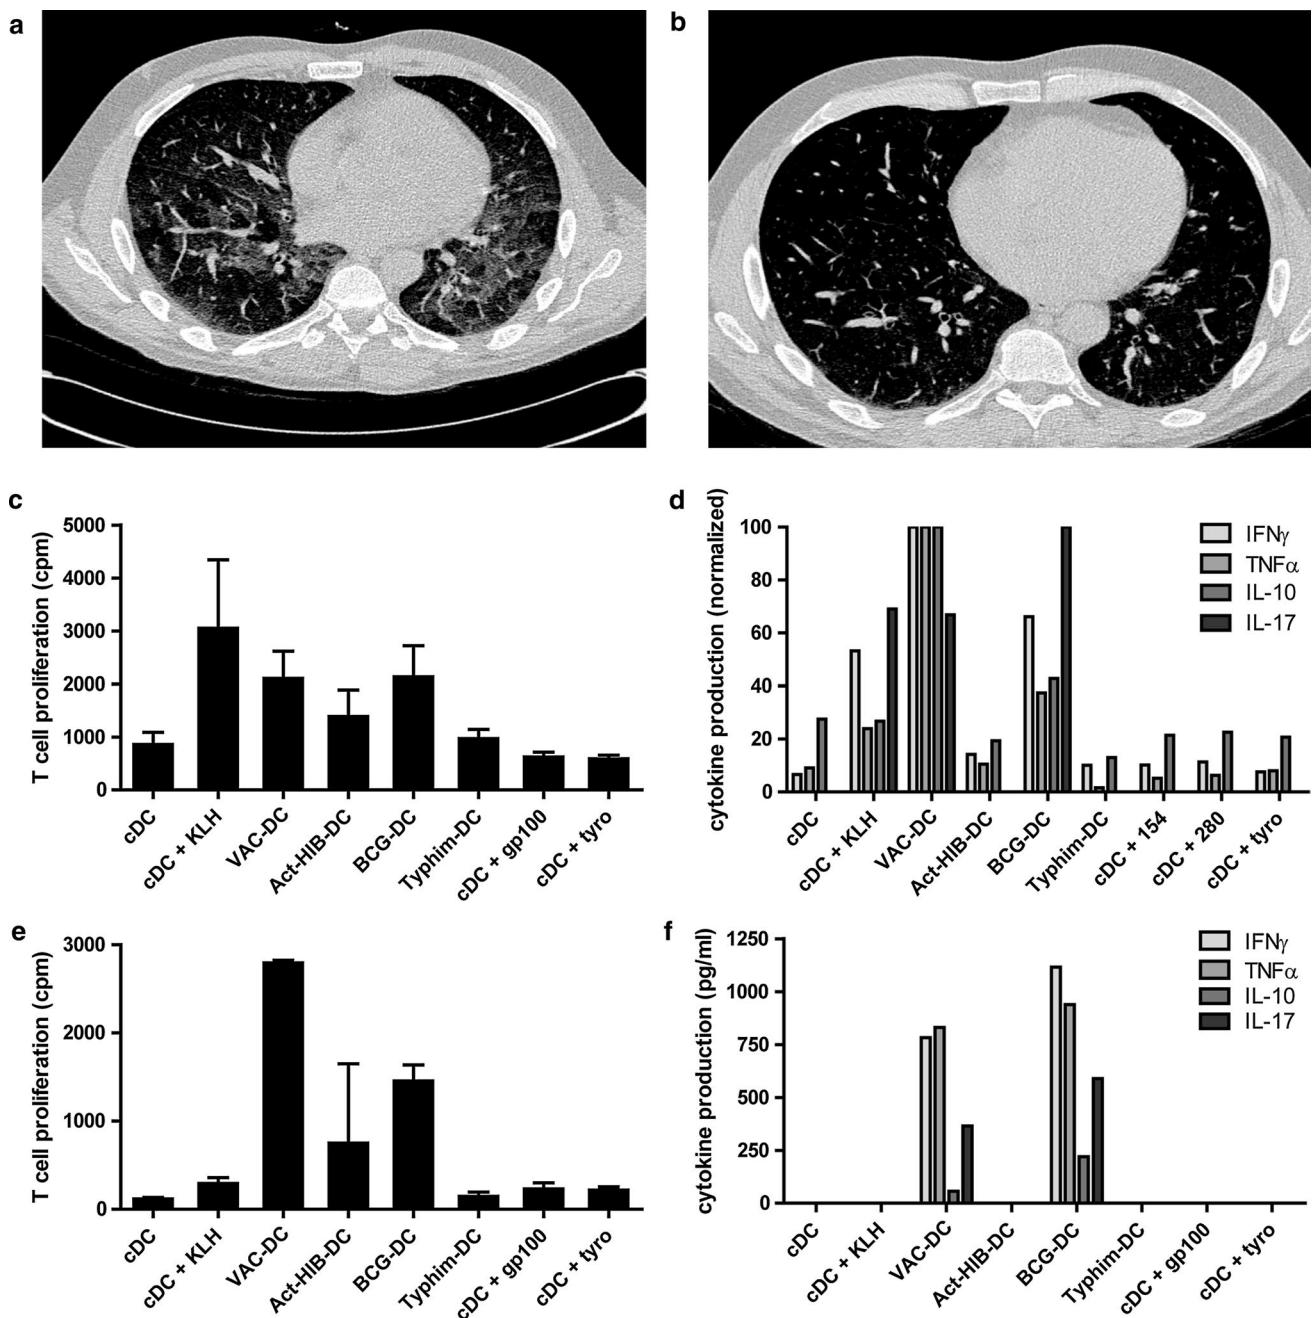 a
b
c
T cell proliferation (cpm)
5000
4000
3000
2000
1000
0
cDC
cDC + KLH
VAC-DC
Act-HIB-DC
BCG-DC
Typhim-DC
cDC + gp100
cDC + tyro
d
cytokine production (normalized)
100
80
60
40
20
0
IFNγ
TNFα
IL-10
IL-17
cDC
cDC + KLH
VAC-DC
Act-HIB-DC
BCG-DC
Typhim-DC
cDC + 154
cDC + 280
cDC + tyro
e
T cell proliferation (cpm)
3000
2000
1000
0
cDC
cDC + KLH
VAC-DC
Act-HIB-DC
BCG-DC
Typhim-DC
cDC + gp100
cDC + tyro
f
cytokine production (pg/ml)
1250
1000
750
500
250
0
IFNγ
TNFα
IL-10
IL-17
cDC
cDC + KLH
VAC-DC
Act-HIB-DC
BCG-DC
Typhim-DC
cDC + gp100
cDC + tyro